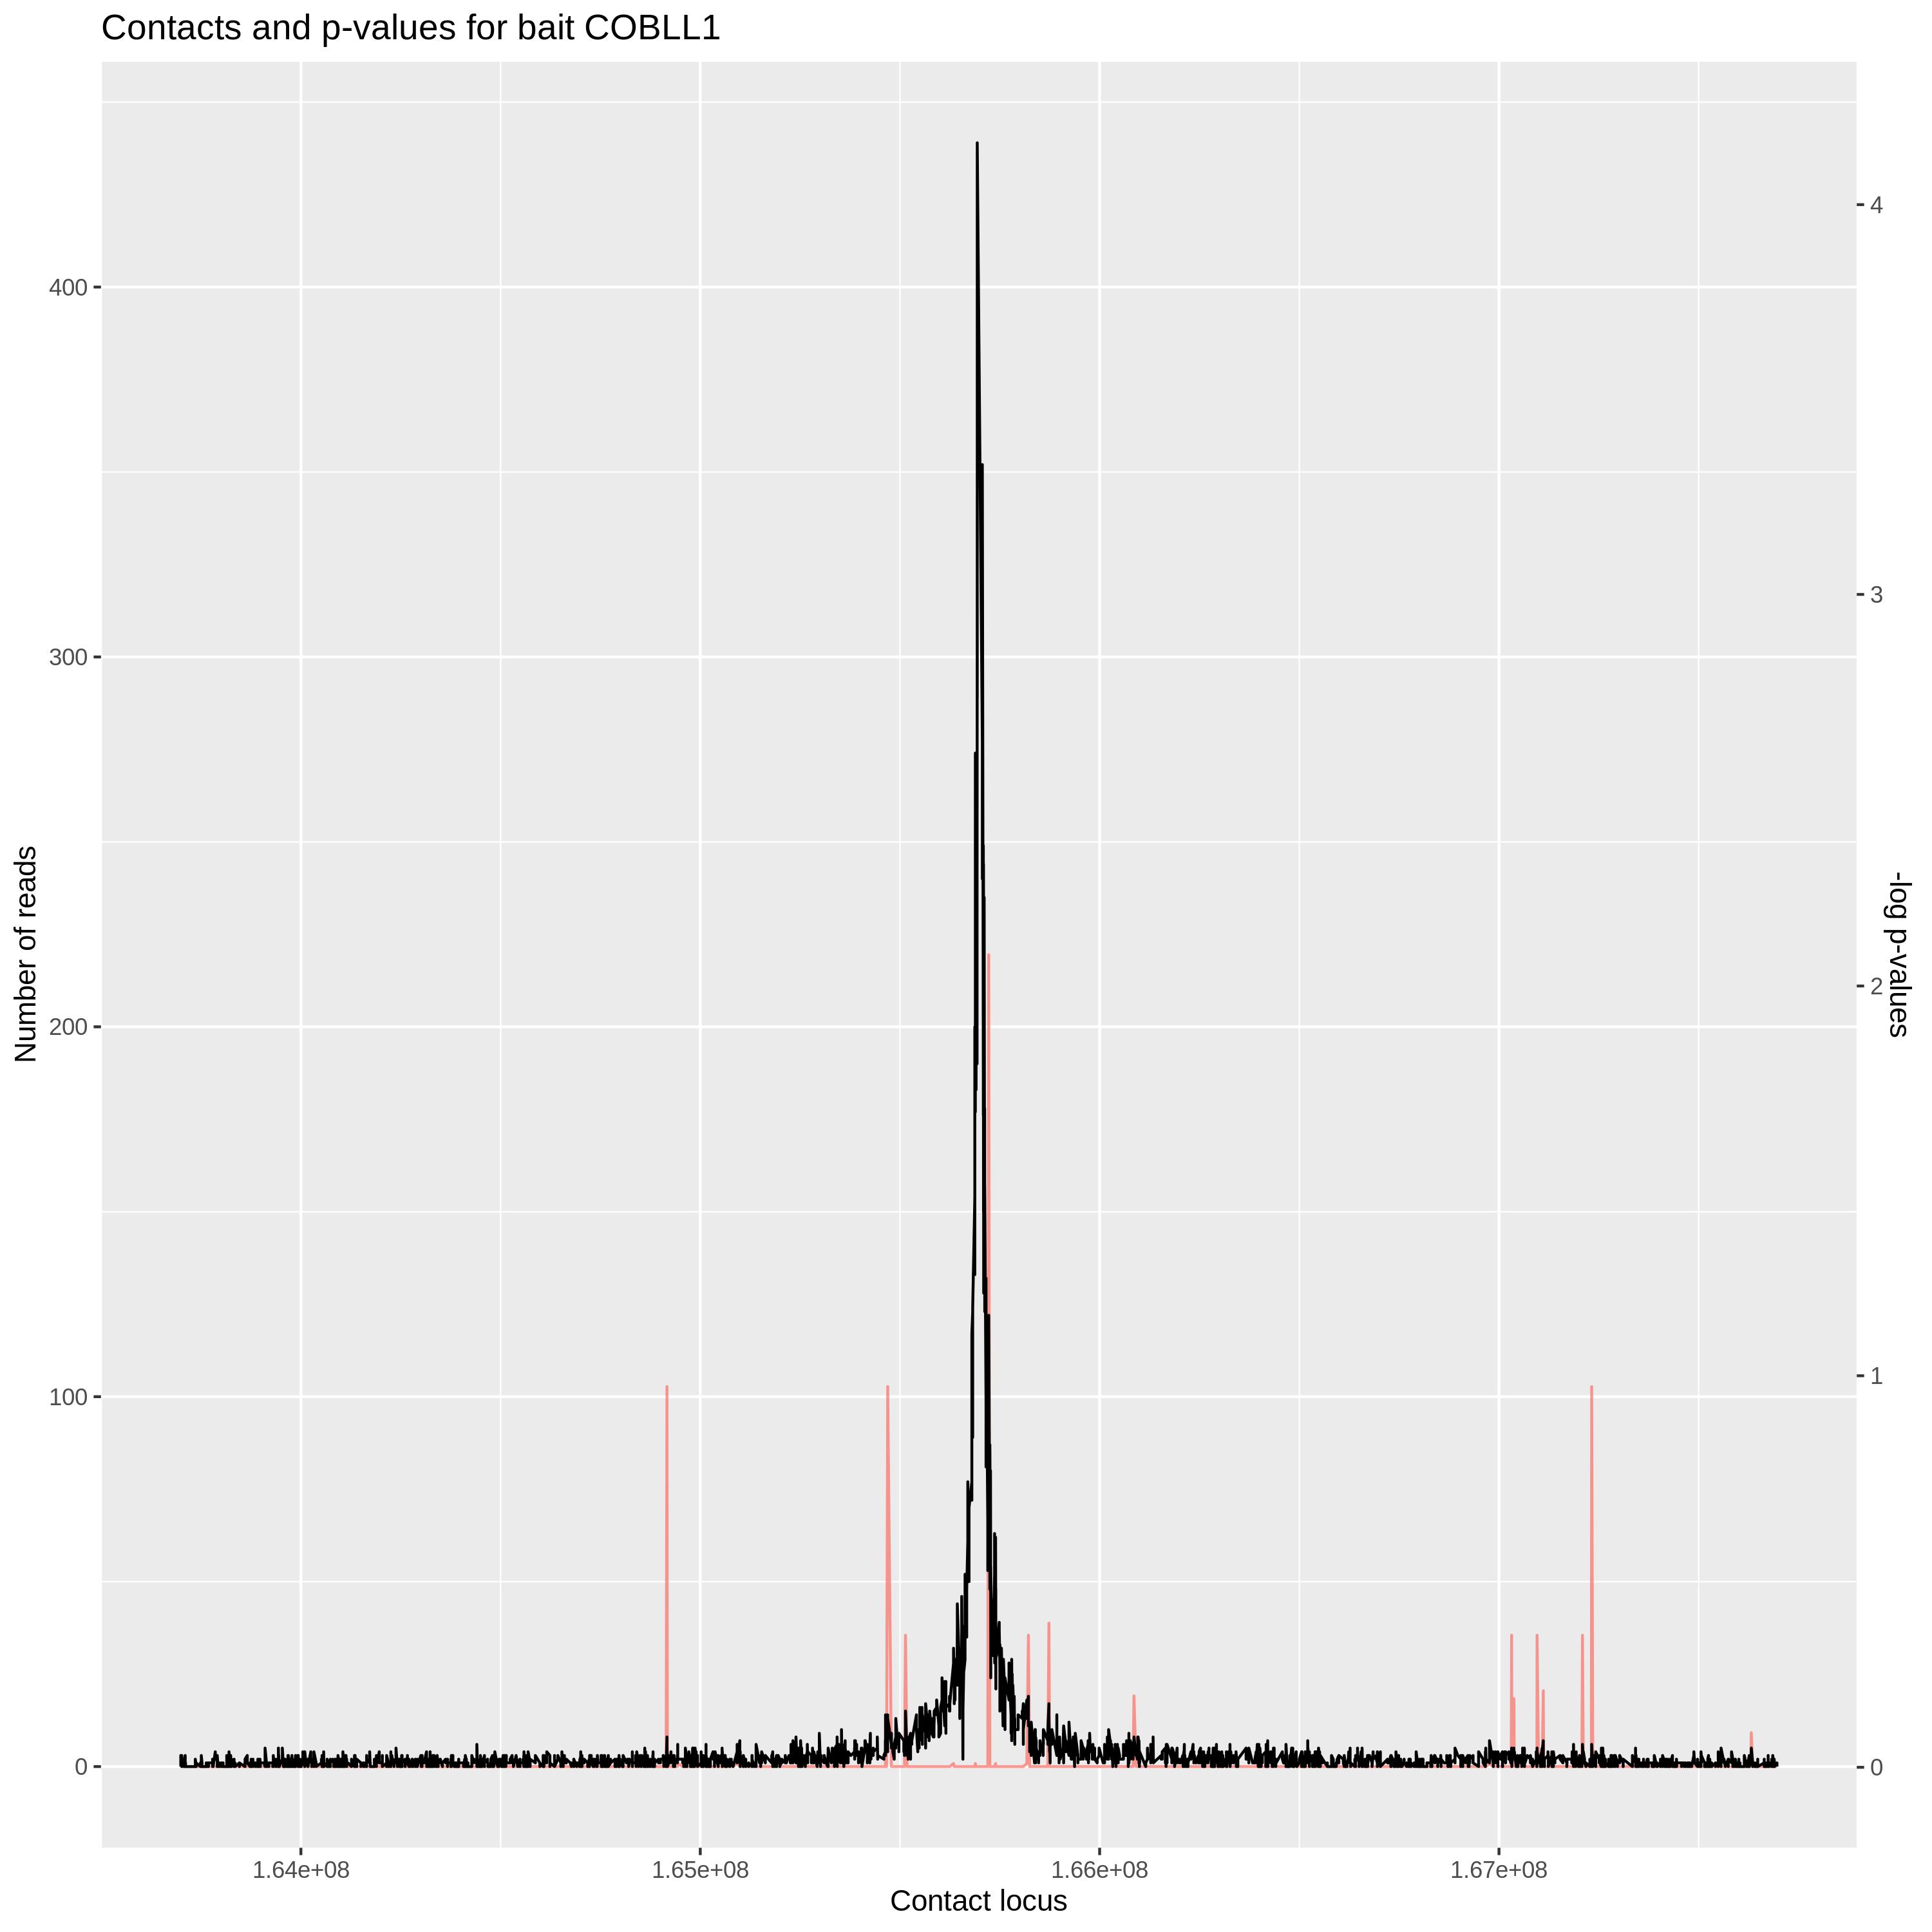 Contacts and p-values for bait COBLL1
Number of reads
400
300
200
100
0
4
3
2
1
0
-log p-values
1.64e+08
1.65e+08
1.66e+08
1.67e+08
Contact locus